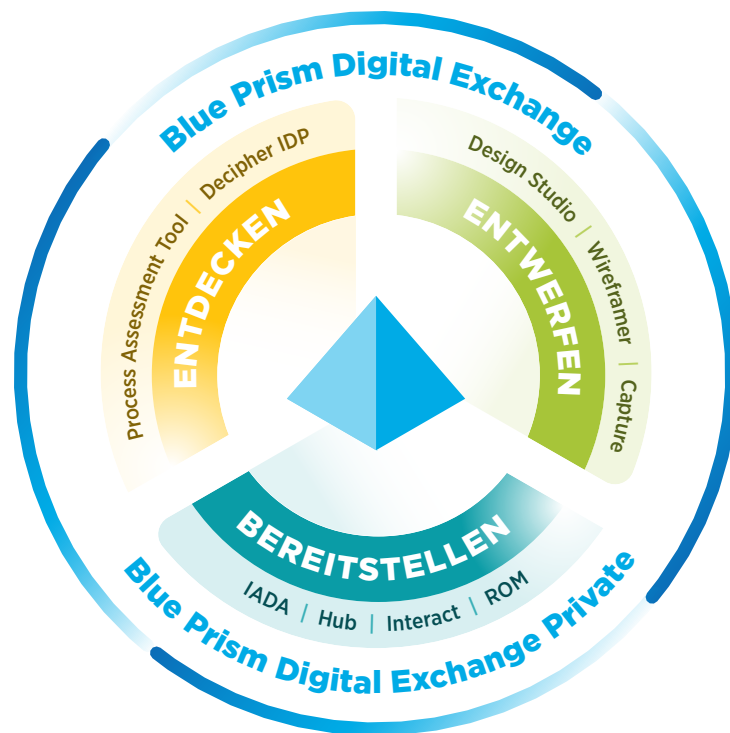 Blue Prism Digital Exchange
Process Assessment Tool | Decipher IDP
ENTDECKEN
Design Studio | Wireframer | Capture
ENTWERFEN
BEREITSTELLEN
IADA | Hub | Interact | ROM
Blue Prism Digital Exchange Private